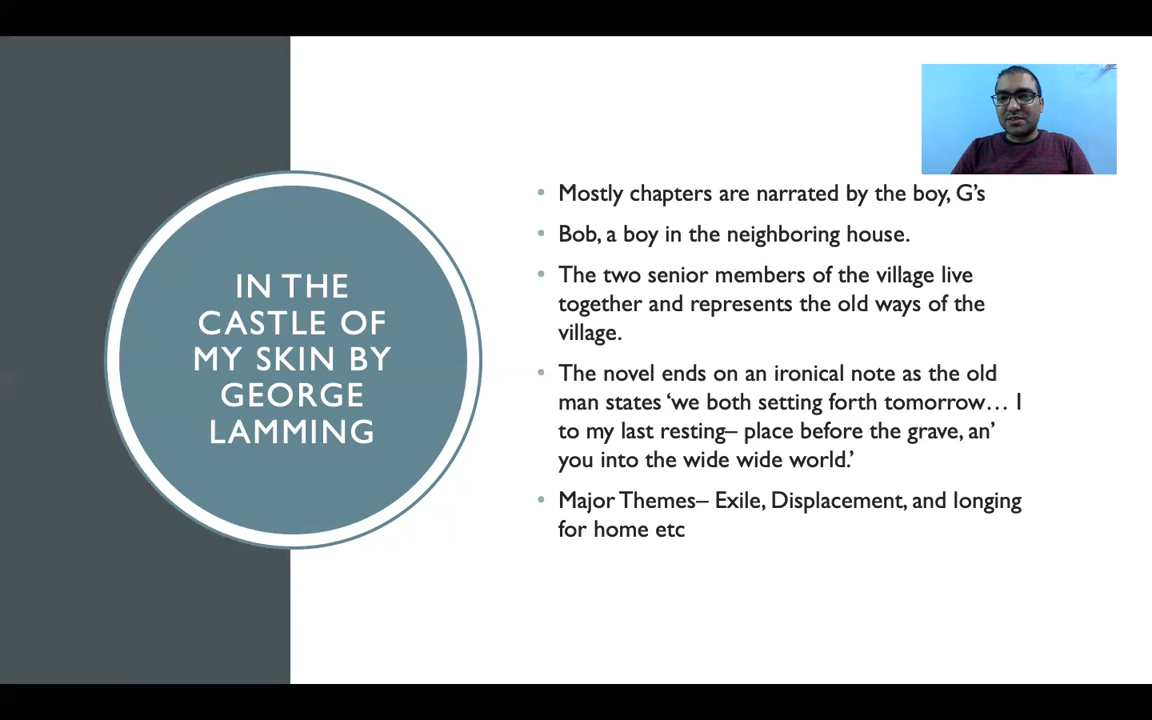 IN THE
CASTLE OF
MY SKIN BY
GEORGE
LAMMING
• Mostly chapters are narrated by the boy, G’s
• Bob, a boy in the neighboring house.
• The two senior members of the village live
together and represents the old ways of the
village.
• The novel ends on an ironical note as the old
man states ‘we both setting forth tomorrow… I
to my last resting– place before the grave, an’
you into the wide wide world.’
• Major Themes– Exile, Displacement, and longing
for home etc